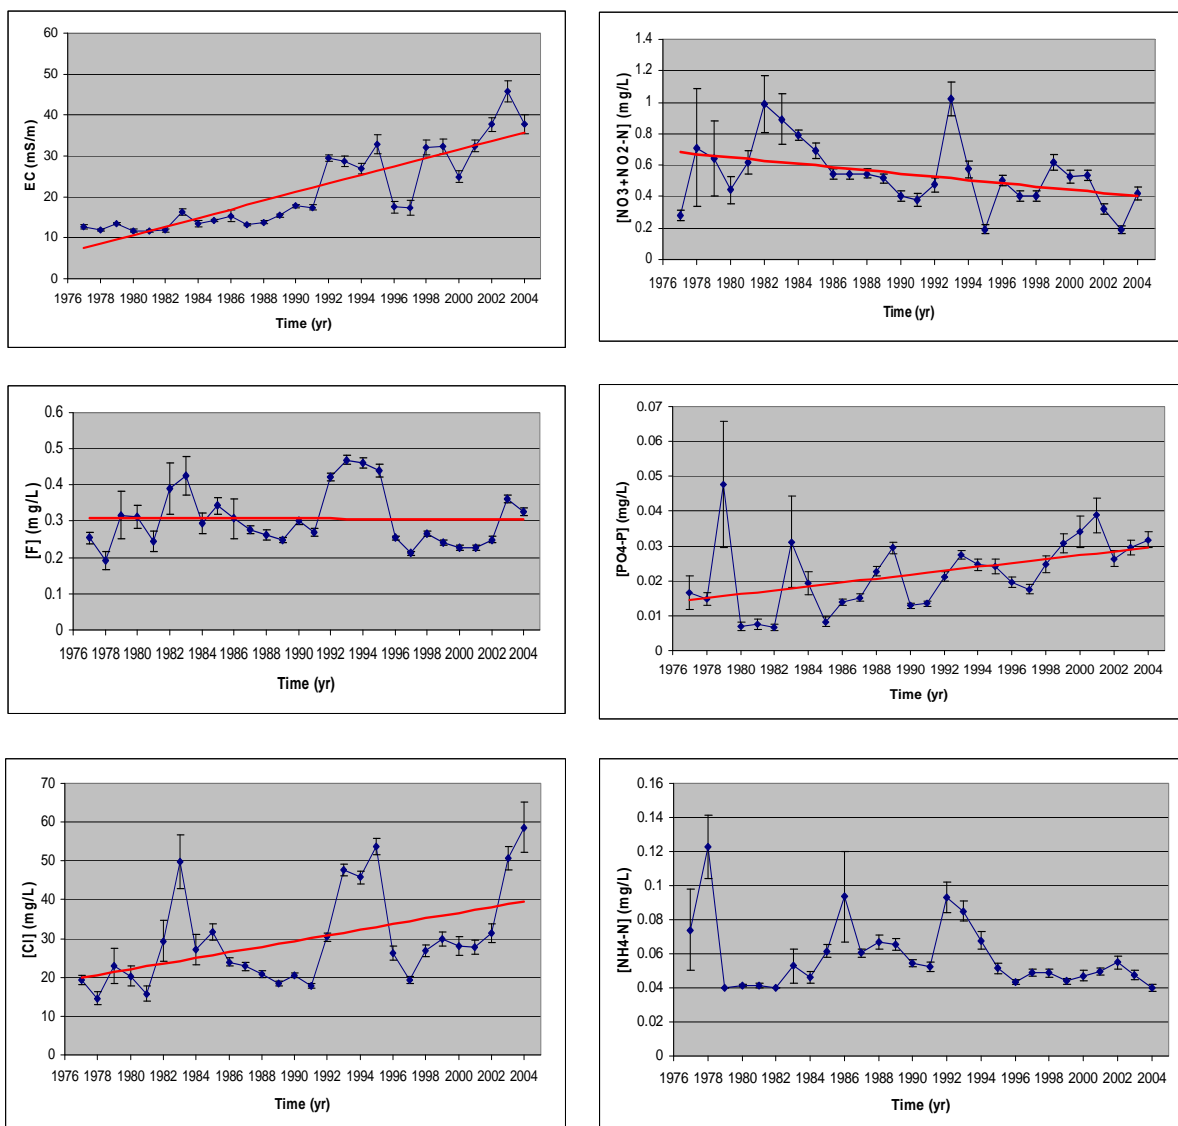 60
50
40
30
20
10
0
EC (mS/m)
1976 1978 1980 1982 1984 1986 1988 1990 1992 1994 1996 1998 2000 2002 2004
Time (yr)
1.4
1.2
1
0.8
0.6
0.4
0.2
0
[NO3+NO2-N] (mg/L)
1976 1978 1980 1982 1984 1986 1988 1990 1992 1994 1996 1998 2000 2002 2004
Time (yr)
0.6
0.5
0.4
0.3
0.2
0.1
0
[F] (mg/L)
1976 1978 1980 1982 1984 1986 1988 1990 1992 1994 1996 1998 2000 2002 2004
Time (yr)
0.07
0.06
0.05
0.04
0.03
0.02
0.01
0
[PO4-P] (mg/L)
1976 1978 1980 1982 1984 1986 1988 1990 1992 1994 1996 1998 2000 2002 2004
Time (yr)
70
60
50
40
30
20
10
0
[Cl] (mg/L)
1976 1978 1980 1982 1984 1986 1988 1990 1992 1994 1996 1998 2000 2002 2004
Time (yr)
0.16
0.14
0.12
0.1
0.08
0.06
0.04
0.02
0
[NH4-N] (mg/L)
1976 1978 1980 1982 1984 1986 1988 1990 1992 1994 1996 1998 2000 2002 2004
Time (yr)